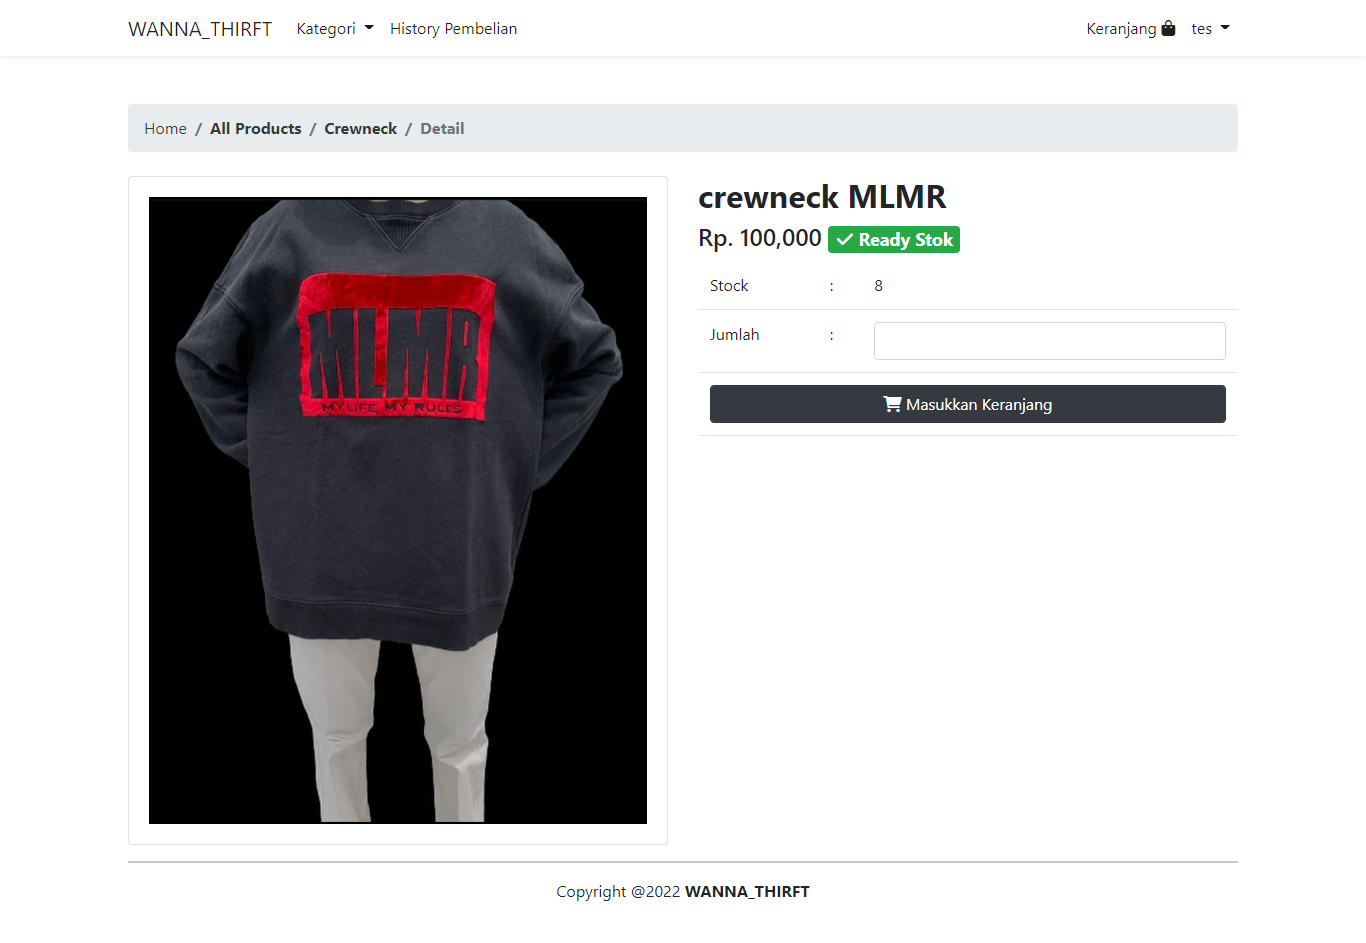 WANNA_THIRFT Kategori History Pembelian Keranjang tes
Home / All Products / Crewneck / Detail
MLMR
MY LIFE MY RULES
crewneck MLMR
Rp. 100,000 Ready Stok
Stock : 8
Jumlah :
Masukkan Keranjang
Copyright @2022 WANNA_THIRFT